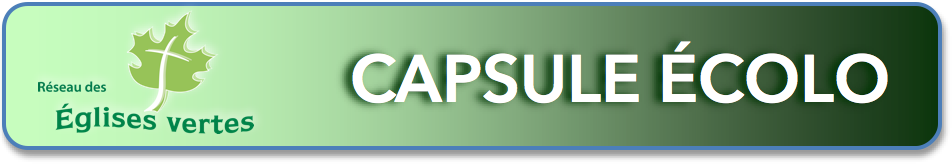 Réseau des
Églises vertes
CAPSULE ÉCOLO